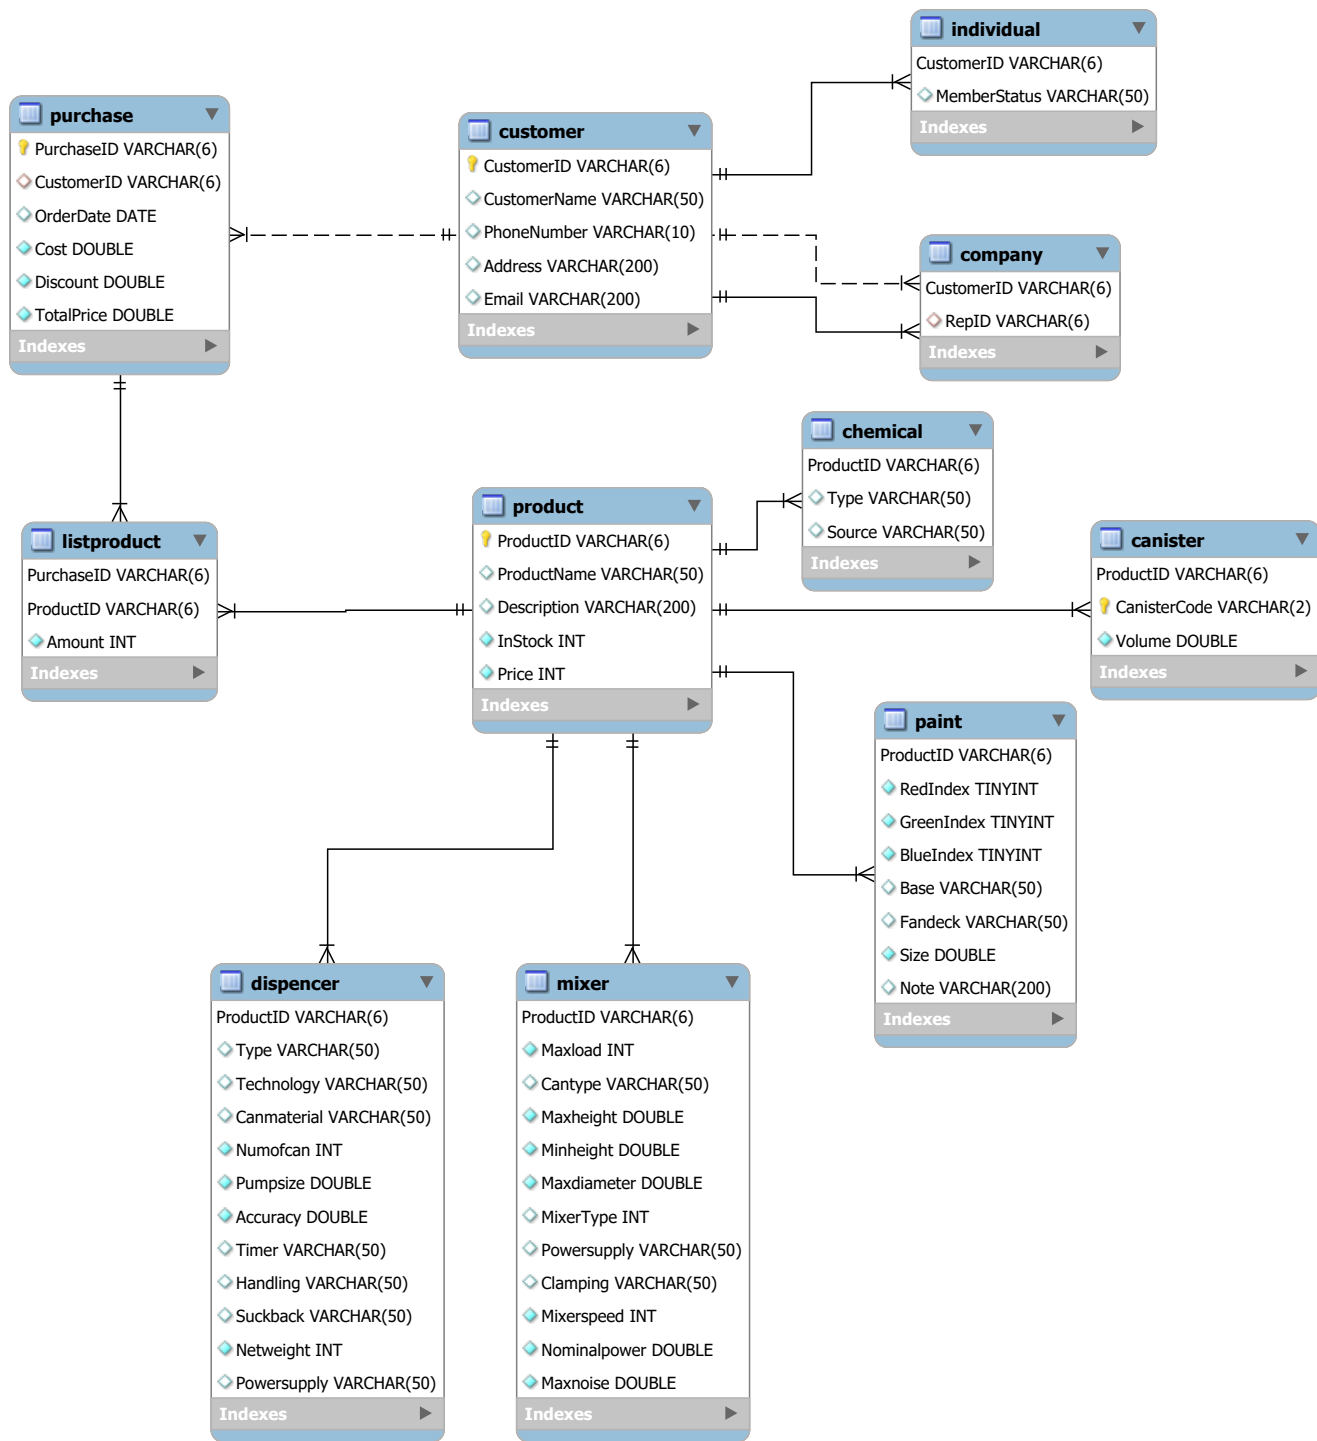 individual
CustomerID VARCHAR(6)
MemberStatus VARCHAR(50)
Indexes
purchase
PurchaseID VARCHAR(6)
CustomerID VARCHAR(6)
OrderDate DATE
Cost DOUBLE
Discount DOUBLE
TotalPrice DOUBLE
Indexes
customer
CustomerID VARCHAR(6)
CustomerName VARCHAR(50)
PhoneNumber VARCHAR(10)
Address VARCHAR(200)
Email VARCHAR(200)
Indexes
company
CustomerID VARCHAR(6)
RepID VARCHAR(6)
Indexes
chemical
ProductID VARCHAR(6)
Type VARCHAR(50)
Source VARCHAR(50)
Indexes
listproduct
PurchaseID VARCHAR(6)
ProductID VARCHAR(6)
Amount INT
Indexes
product
ProductID VARCHAR(6)
ProductName VARCHAR(50)
Description VARCHAR(200)
InStock INT
Price INT
Indexes
canister
ProductID VARCHAR(6)
CanisterCode VARCHAR(2)
Volume DOUBLE
Indexes
paint
ProductID VARCHAR(6)
RedIndex TINYINT
GreenIndex TINYINT
BlueIndex TINYINT
Base VARCHAR(50)
Fandeck VARCHAR(50)
Size DOUBLE
Note VARCHAR(200)
Indexes
dispencer
ProductID VARCHAR(6)
Type VARCHAR(50)
Technology VARCHAR(50)
Canmaterial VARCHAR(50)
Numofcan INT
Pumpsize DOUBLE
Accuracy DOUBLE
Timer VARCHAR(50)
Handling VARCHAR(50)
Suckback VARCHAR(50)
Netweight INT
Powersupply VARCHAR(50)
Indexes
mixer
ProductID VARCHAR(6)
Maxload INT
Cantype VARCHAR(50)
Maxheight DOUBLE
Minheight DOUBLE
Maxdiameter DOUBLE
MixerType INT
Powersupply VARCHAR(50)
Clamping VARCHAR(50)
Mixerspeed INT
Nominalpower DOUBLE
Maxnoise DOUBLE
Indexes